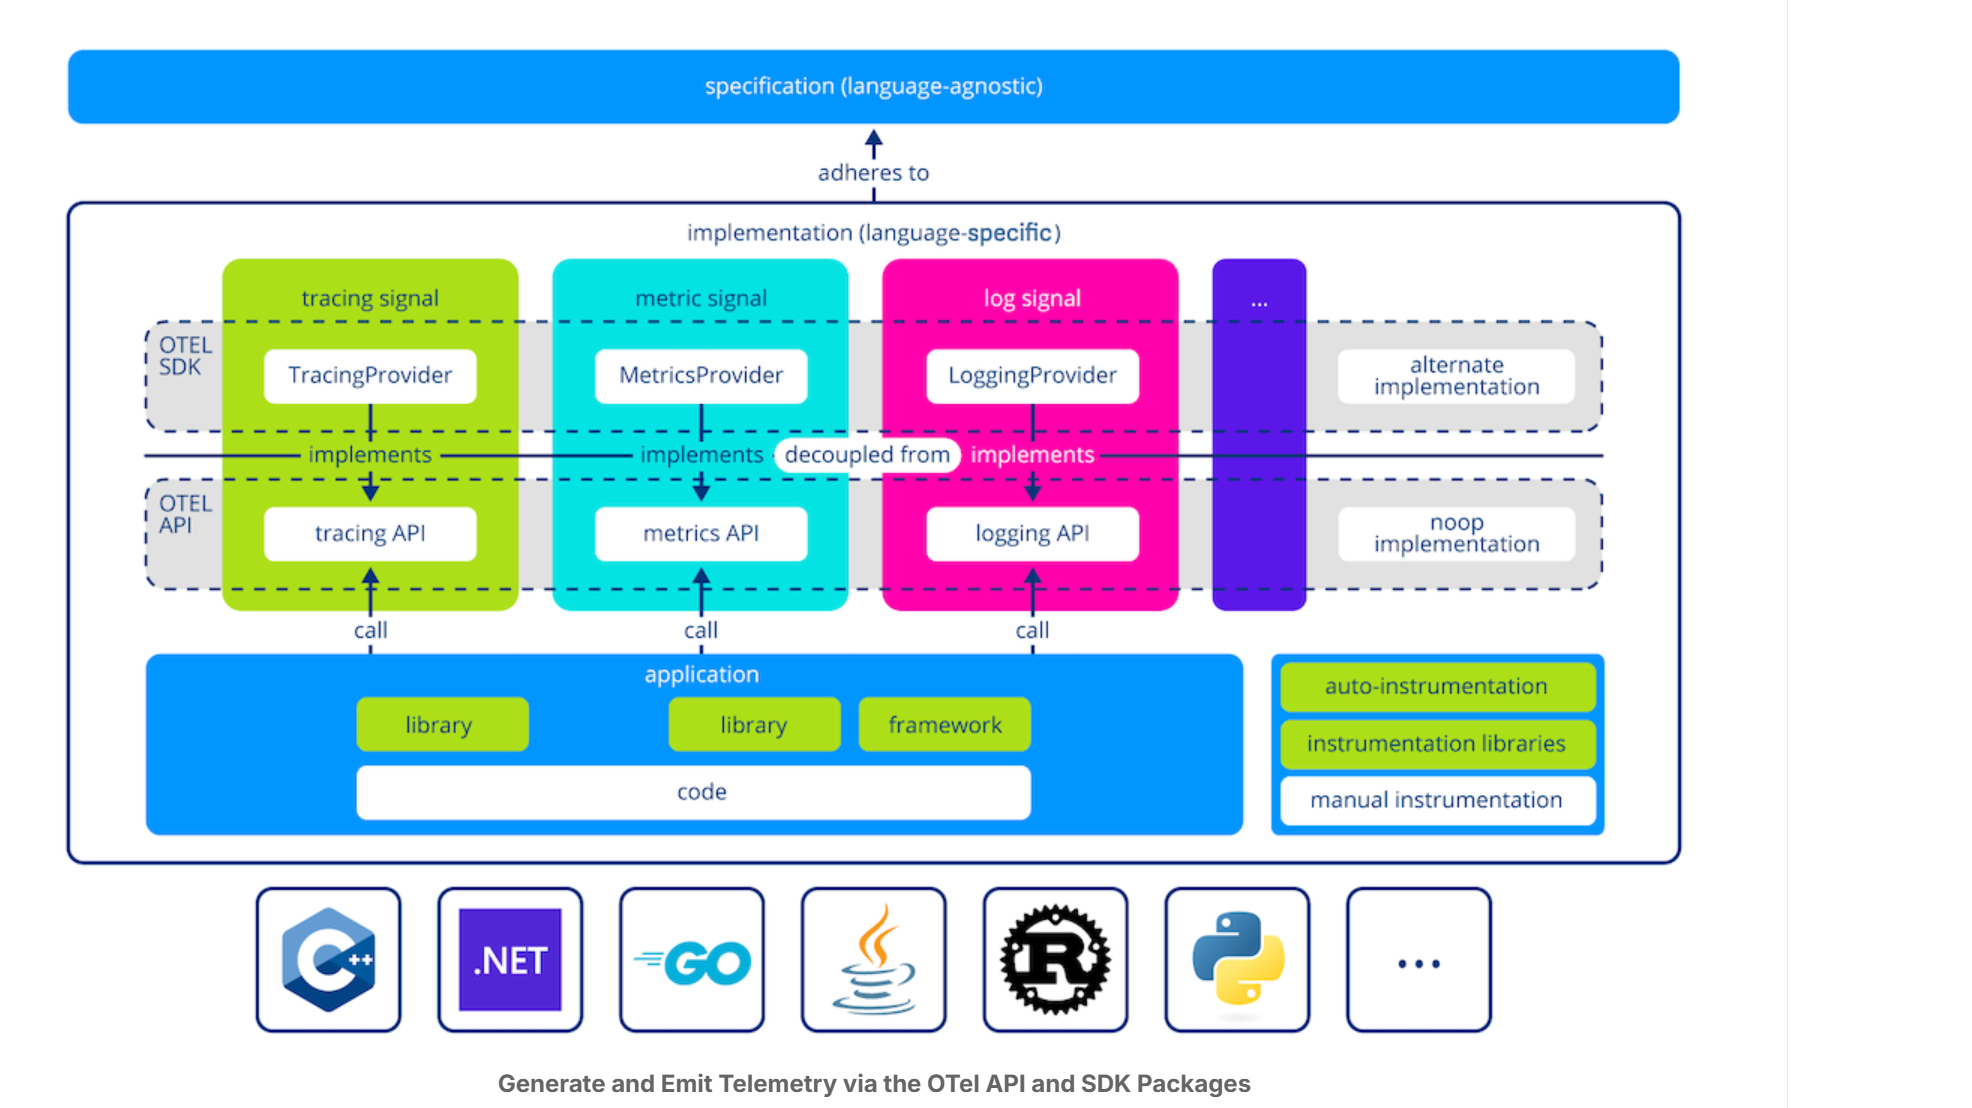 specification (language-agnostic)
adheres to
implementation (language-specific)
tracing signal
metric signal
log signal
...
OTEL
SDK
TracingProvider
MetricsProvider
LoggingProvider
alternate
implementation
implements
implements
decoupled from
implements
OTEL
API
tracing API
metrics API
logging API
noop
implementation
call
call
call
application
library
library
framework
code
auto-instrumentation
instrumentation libraries
manual instrumentation
C++
.NET
GO
R
...
Generate and Emit Telemetry via the OTel API and SDK Packages